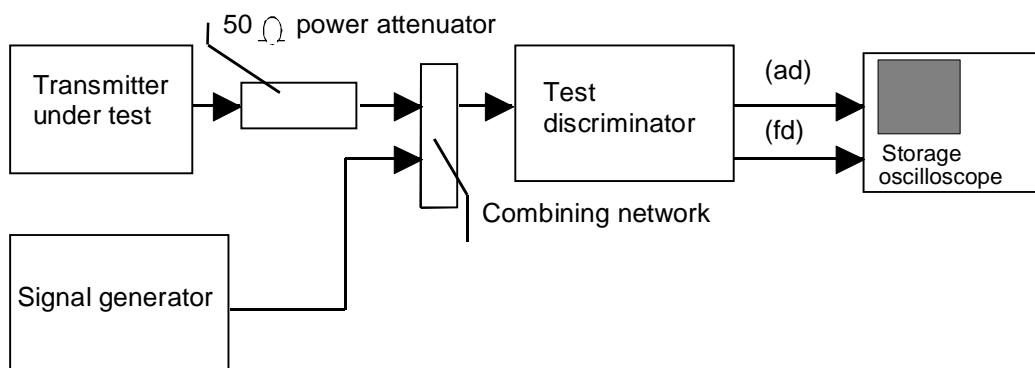 50 Ω power attenuator
Transmitter
under test
Test
discriminator
(ad)
(fd)
Storage
oscilloscope
Combining network
Signal generator